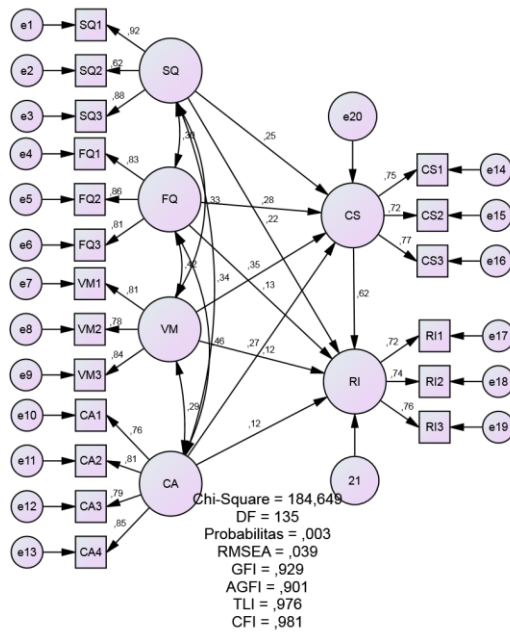 e1
SQ1
,92
SQ
e2
SQ2
,62
e3
SQ3
,88
e20
e4
FQ1
,83
,25
FQ
e5
FQ2
,86
,33
,28
,22
CS
,75
CS1
e14
,72
CS2
e15
e6
FQ3
,81
,77
CS3
e16
e7
VM1
,81
,34
,35
,13
,62
VM
e8
VM2
,78
,46
,27
,12
RI
,72
RI1
e17
e9
VM3
,84
,74
RI2
e18
e10
CA1
,76
,29
,12
,76
RI3
e19
e11
CA2
,81
CA
e12
CA3
,79
21
e13
CA4
,85
Chi-Square = 184,649
DF = 135
Probabilitas = ,003
RMSEA = ,039
GFI = ,929
AGFI = ,901
TLI = ,976
CFI = ,981